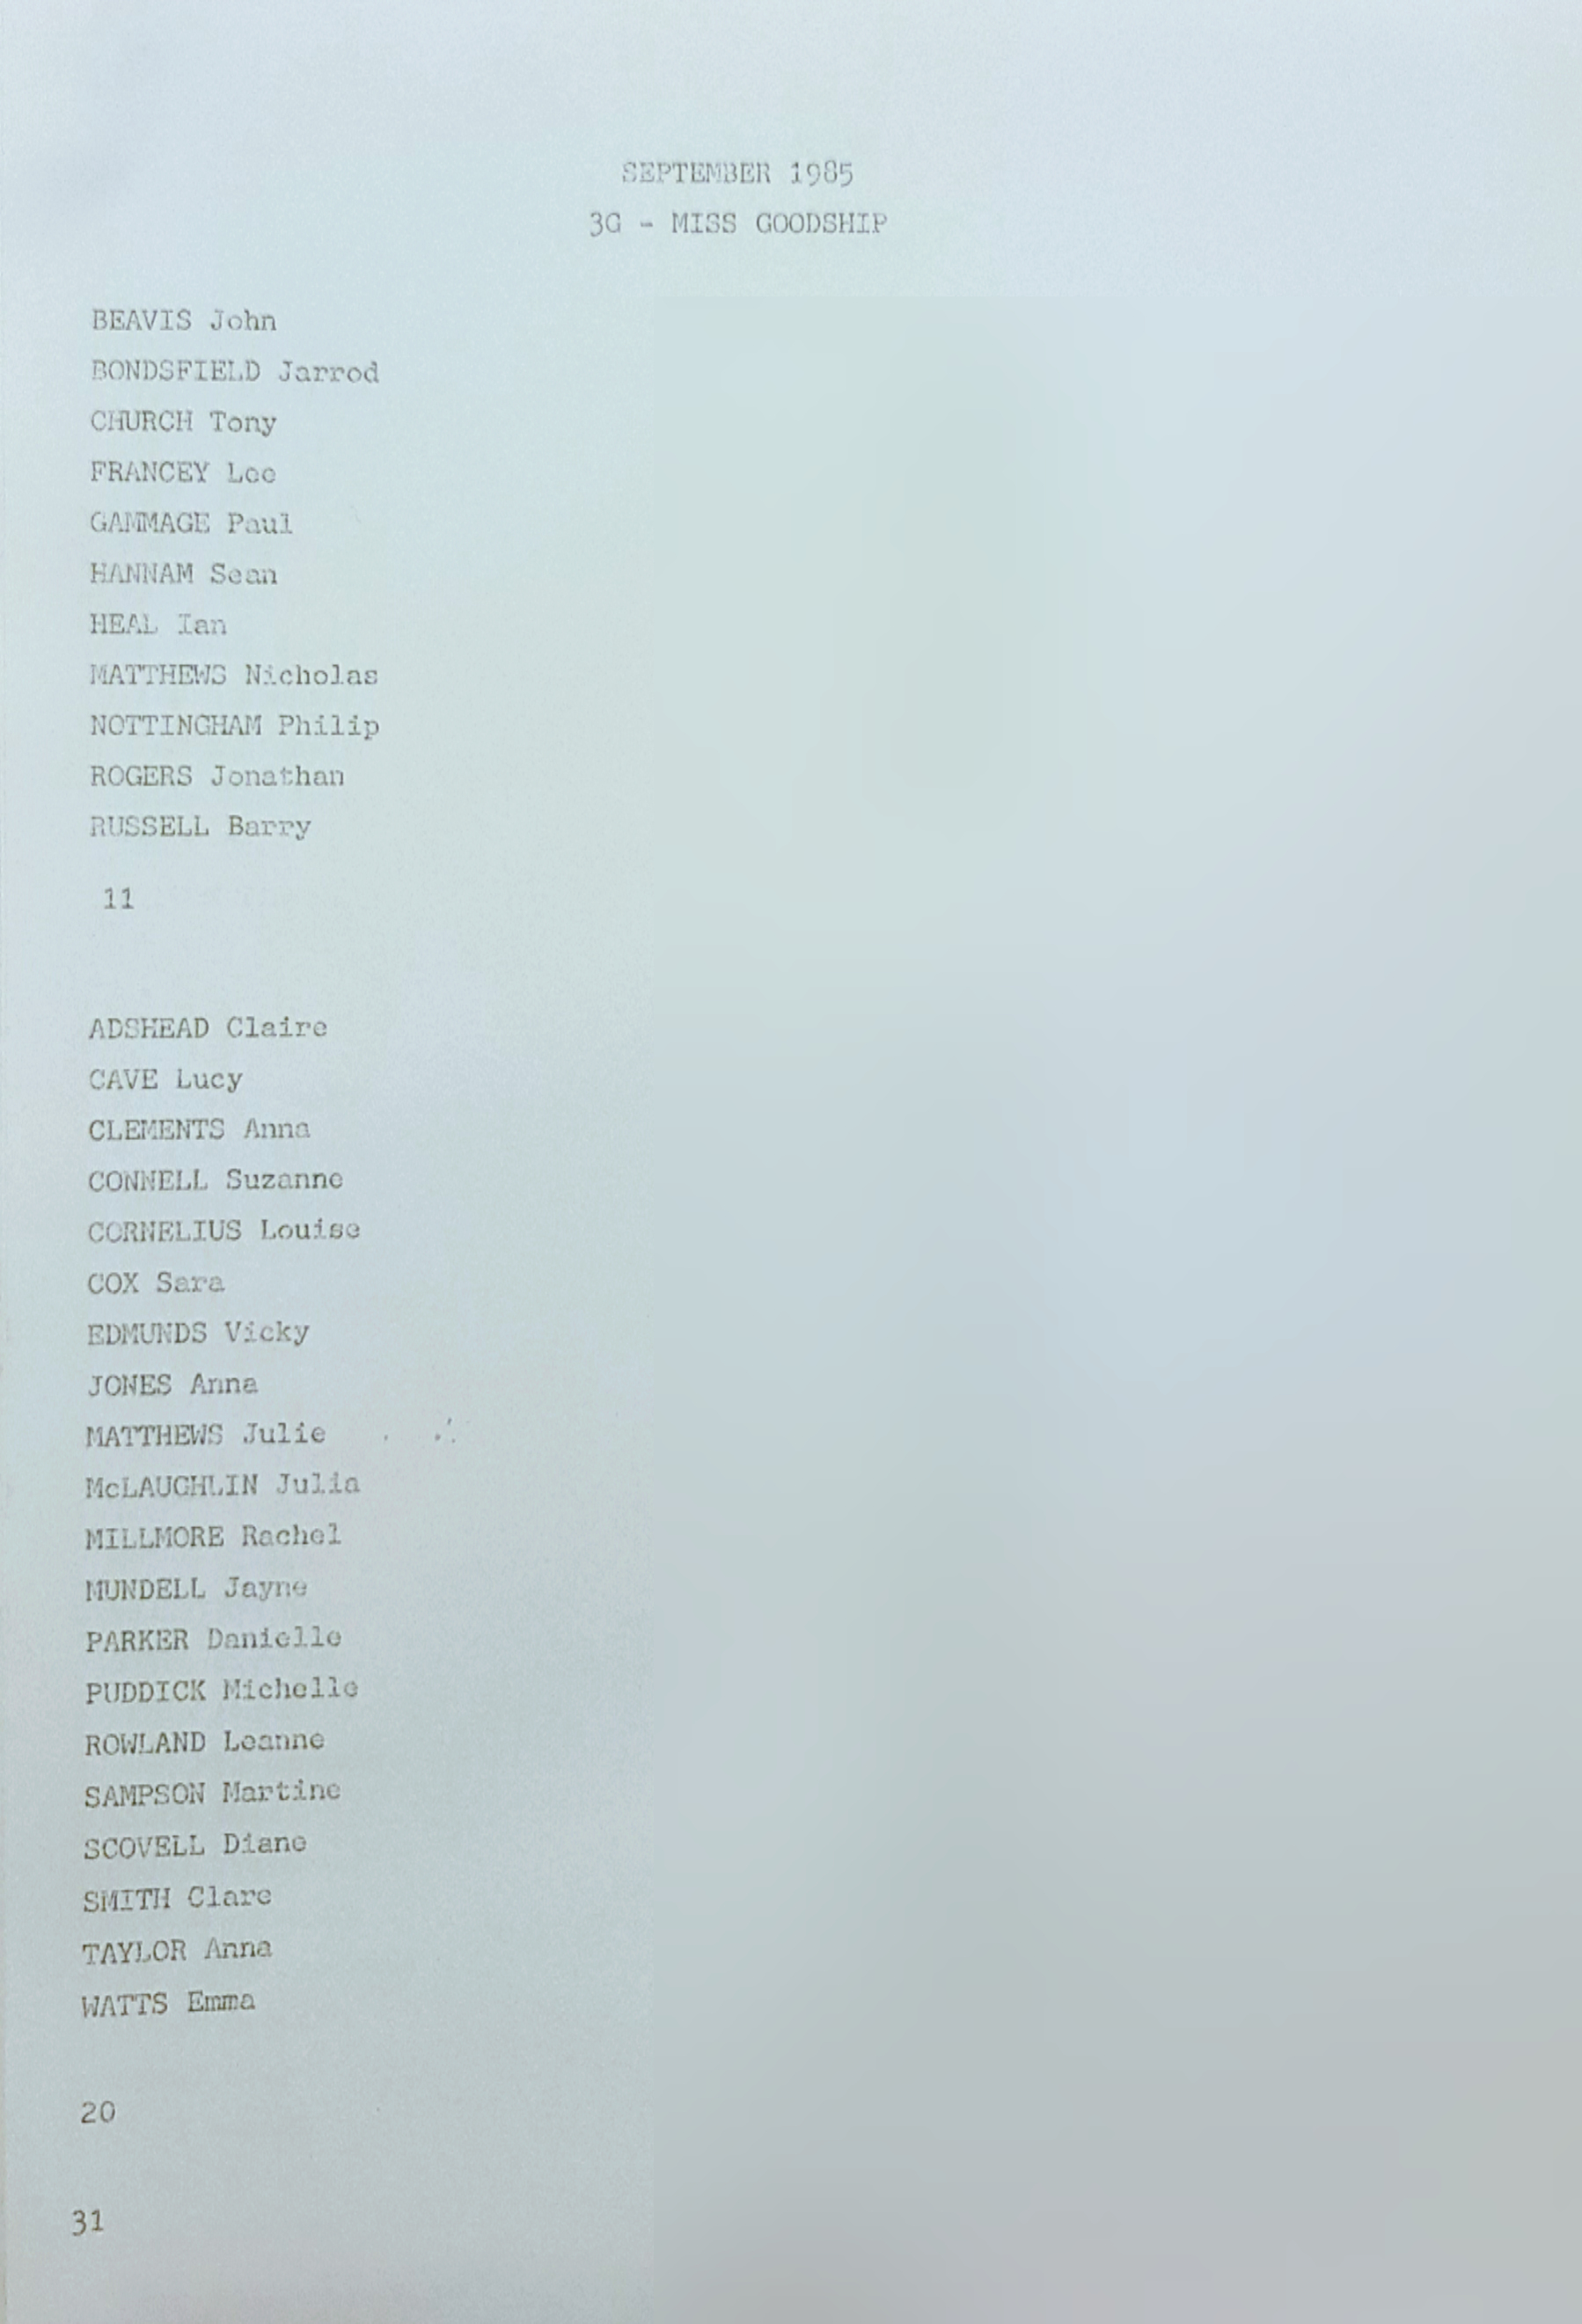 SEPTEMBER 1985
3G - MISS GOODSHIP
BEAVIS John
BONDSFIELD Jarrod
CHURCH Tony
FRANCEY Lee
GAMMAGE Paul
HANNAM Sean
HEAL Ian
MATTHEWS Nicholas
NOTTINGHAM Philip
ROGERS Jonathan
RUSSELL Barry
11
ADSHEAD Claire
CAVE Lucy
CLEMENTS Anna
CONNELL Suzanne
CORNELIUS Louise
COX Sara
EDMUNDS Vicky
JONES Anna
MATTHEWS Julie
McLAUGHLIN Julia
MILLMORE Rachel
MUNDELL Jayne
PARKER Danielle
PUDDICK Michelle
ROWLAND Leanne
SAMPSON Martine
SCOVELL Diane
SMITH Clare
TAYLOR Anna
WATTS Emma
20
31